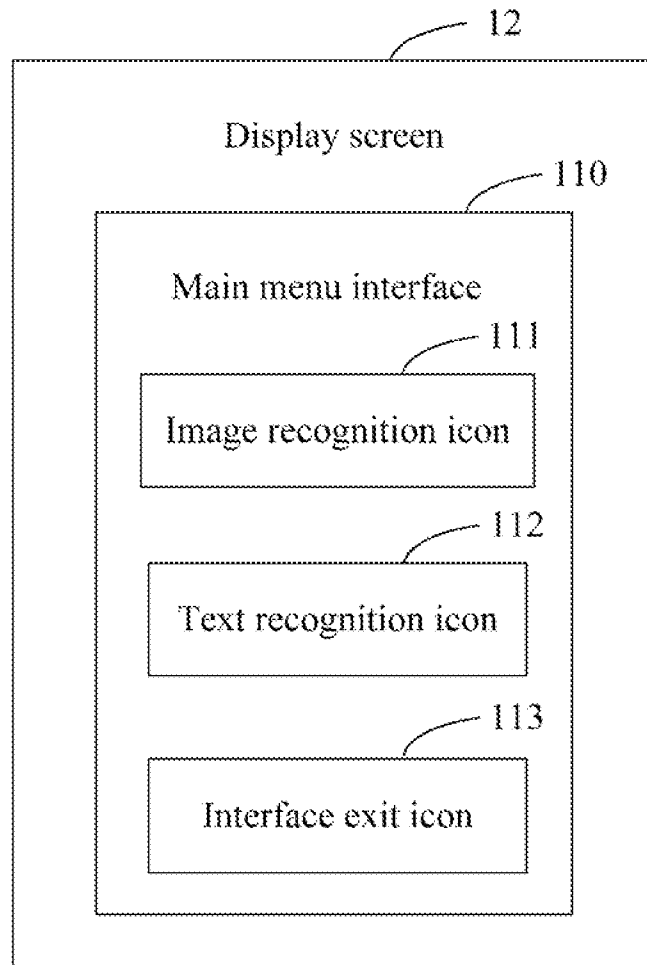 12
Display screen
110
Main menu interface
111
Image recognition icon
112
Text recognition icon
113
Interface exit icon